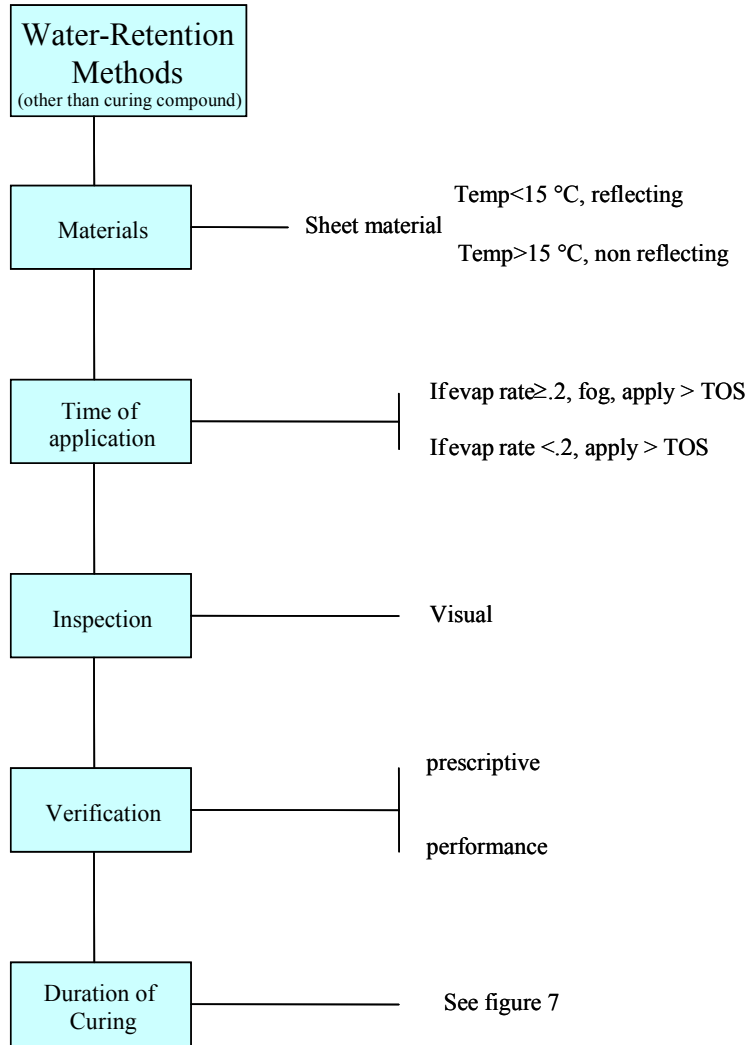 Water-Retention
Methods
(other than curing compound)
Materials
Sheet material
Temp<15 °C, reflecting
Temp>15 °C, non reflecting
Time of
application
If evap rate≥.2, fog, apply > TOS
If evap rate <.2, apply > TOS
Inspection
Visual
Verification
prescriptive
performance
Duration of
Curing
See figure 7